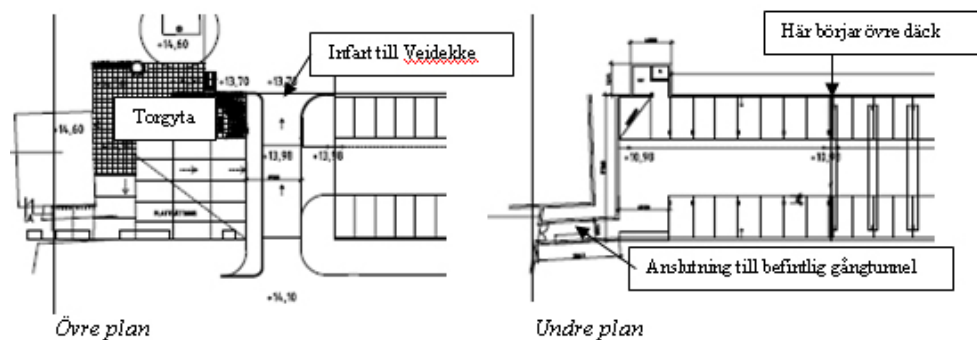 +14,60
Infart till Veidekke
+13,70
+13,70
Torgyta
+14,60
+13,90
+13,90
+14,10
Övre plan
Här börjar övre däck
+10,90
+10,90
Anslutning till befintlig gångtunnel
Undre plan